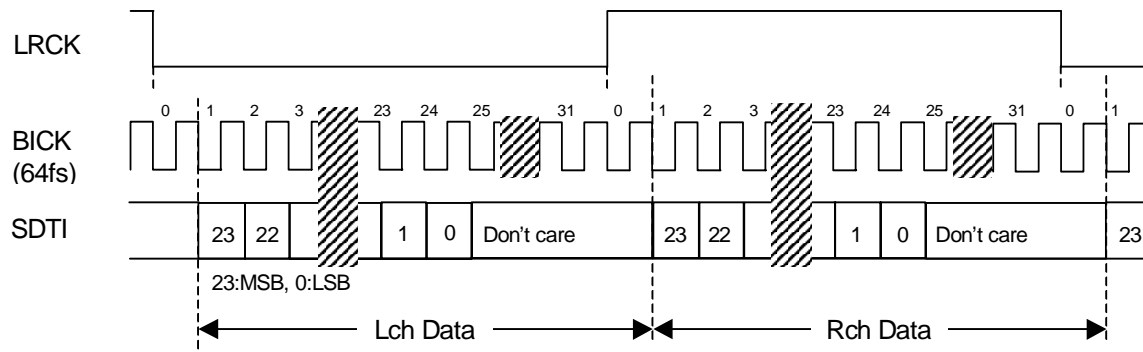 LRCK
0 1 2 3 23 24 25 31 0 1 2 3 23 24 25 31 0 1
BICK
(64fs)
SDTI 23 22 1 0 Don't care 23 22 1 0 Don't care 23
23:MSB, 0:LSB
Lch Data Rch Data